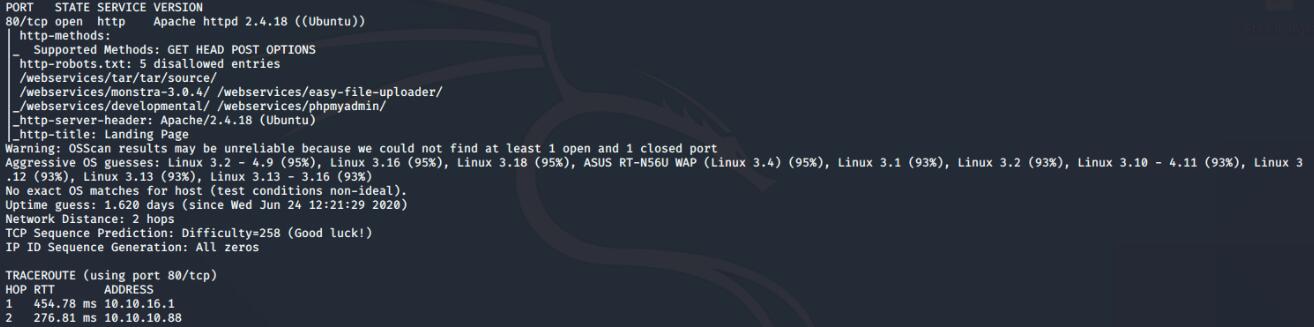 PORT   STATE SERVICE VERSION
80/tcp open  http    Apache httpd 2.4.18 ((Ubuntu))
| http-methods:
|_  Supported Methods: GET HEAD POST OPTIONS
| http-robots.txt: 5 disallowed entries
| /webservices/tar/tar/source/
| /webservices/monstra-3.0.4/ /webservices/easy-file-uploader/
|_/webservices/developmental/ /webservices/phpmyadmin/
|_http-server-header: Apache/2.4.18 (Ubuntu)
|_http-title: Landing Page
Warning: OSScan results may be unreliable because we could not find at least 1 open and 1 closed port
Aggressive OS guesses: Linux 3.2 - 4.9 (95%), Linux 3.16 (95%), Linux 3.18 (95%), ASUS RT-N56U WAP (Linux 3.4) (95%), Linux 3.1 (93%), Linux 3.2 (93%), Linux 3.10 - 4.11 (93%), Linux 3
.12 (93%), Linux 3.13 (93%), Linux 3.13 - 3.16 (93%)
No exact OS matches for host (test conditions non-ideal).
Uptime guess: 1.620 days (since Wed Jun 24 12:21:29 2020)
Network Distance: 2 hops
TCP Sequence Prediction: Difficulty=258 (Good luck!)
IP ID Sequence Generation: All zeros

TRACEROUTE (using port 80/tcp)
HOP RTT       ADDRESS
1   454.78 ms 10.10.16.1
2   276.81 ms 10.10.10.88